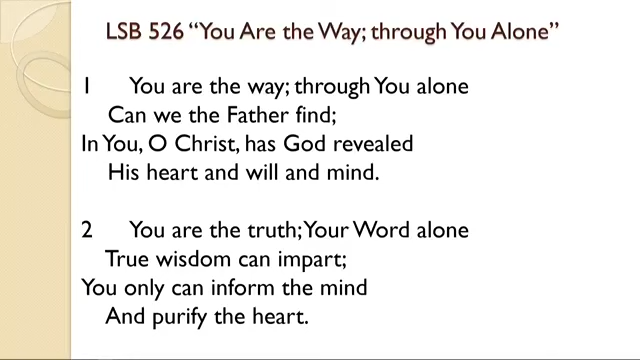 LSB 526 “You Are the Way; through You Alone”
1 You are the way; through You alone
Can we the Father find;
In You, O Christ, has God revealed
His heart and will and mind.
2 You are the truth; Your Word alone
True wisdom can impart;
You only can inform the mind
And purify the heart.